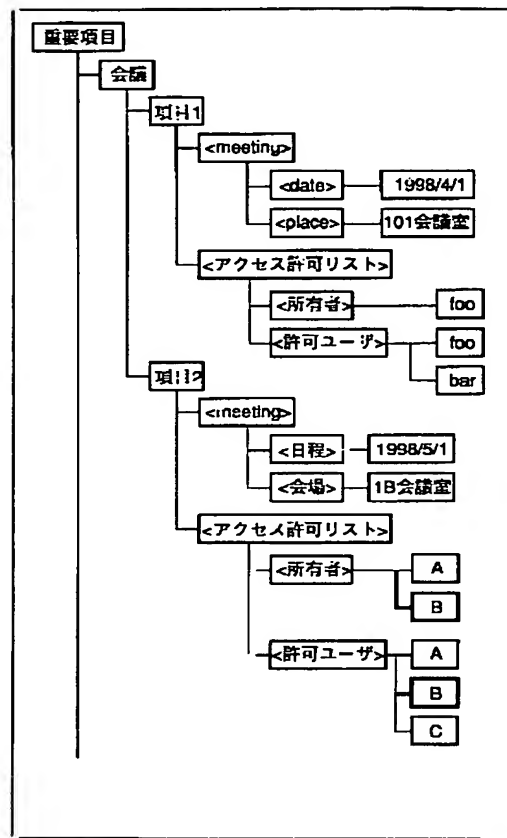 重要項目
会議
項目1
<meeting>
<date> 1998/4/1
<place> 101会議室
<アクセス許可リスト>
<所有者> foo
<許可ユーザ> foo
bar
項目2
<meeting>
<日程> 1998/5/1
<会場> 1B会議室
<アクセス許可リスト>
<所有者> A
B
<許可ユーザ> A
B
C